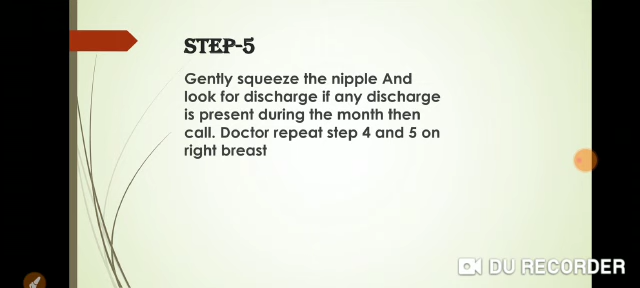 STEP-5
Gently squeeze the nipple And
look for discharge if any discharge
is present during the month then
call. Doctor repeat step 4 and 5 on
right breast
DU RECORDER